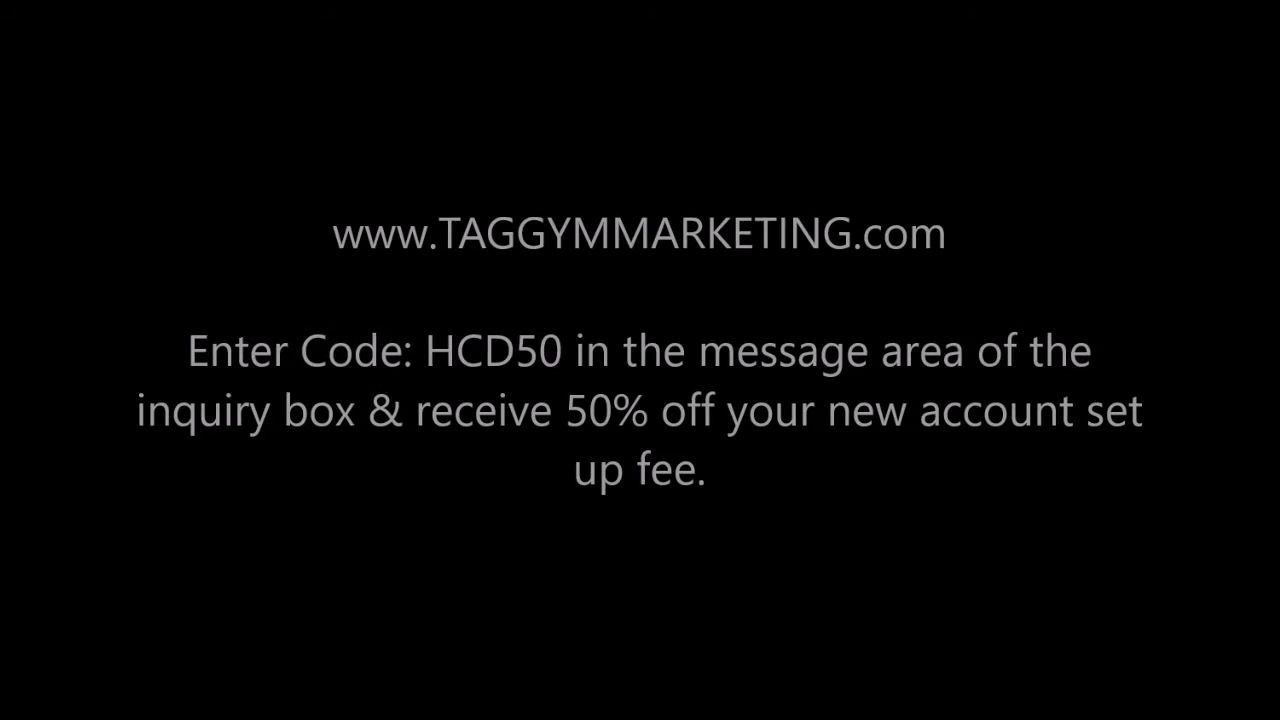 www.TAGGYMMARKETING.com
Enter Code: HCD50 in the message area of the
inquiry box & receive 50% off your new account set
up fee.